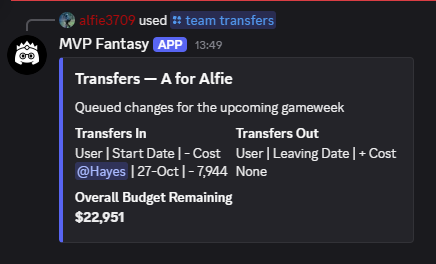 alfie3709 used team transfers
MVP Fantasy APP 13:49
Transfers — A for Alfie
Queued changes for the upcoming gameweek
Transfers In Transfers Out
User | Start Date | - Cost User | Leaving Date | + Cost
@Hayes | 27-Oct | - 7,944 None
Overall Budget Remaining
$22,951